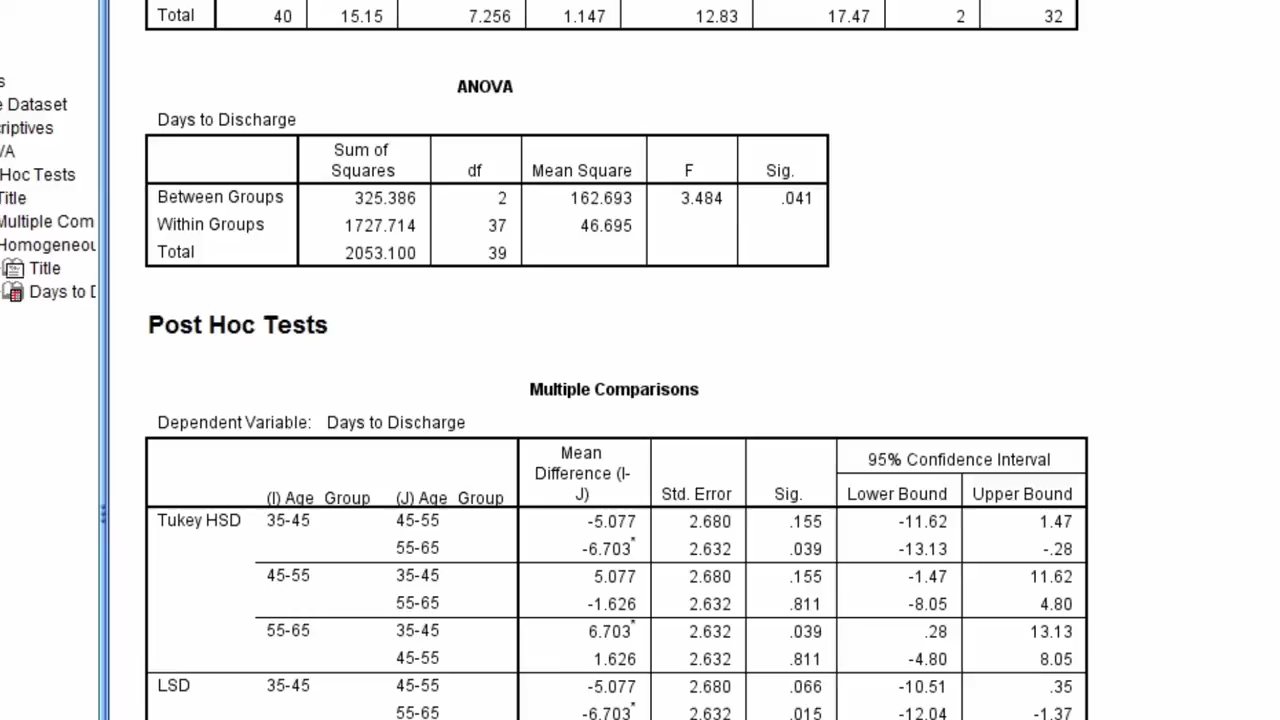 Total 40 15.15 7.256 1.147 12.83 17.47 2 32
s
e Dataset
criptives
VA
Hoc Tests
Title
Multiple Com
Homogeneou
Title
Days to D
ANOVA
Days to Discharge
Sum of Squares df Mean Square F Sig.
Between Groups 325.386 2 162.693 3.484 .041
Within Groups 1727.714 37 46.695
Total 2053.100 39
Post Hoc Tests
Multiple Comparisons
Dependent Variable: Days to Discharge
(I) Age_Group (J) Age_Group Mean Difference (I-J) Std. Error Sig. 95% Confidence Interval
Lower Bound Upper Bound
Tukey HSD 35-45 45-55 -5.077 2.680 .155 -11.62 1.47
55-65 -6.703* 2.632 .039 -13.13 -.28
45-55 35-45 5.077 2.680 .155 -1.47 11.62
55-65 -1.626 2.632 .811 -8.05 4.80
55-65 35-45 6.703* 2.632 .039 .28 13.13
45-55 1.626 2.632 .811 -4.80 8.05
LSD 35-45 45-55 -5.077 2.680 .066 -10.51 .35
55-65 -6.703* 2.632 .015 -12.04 -1.37